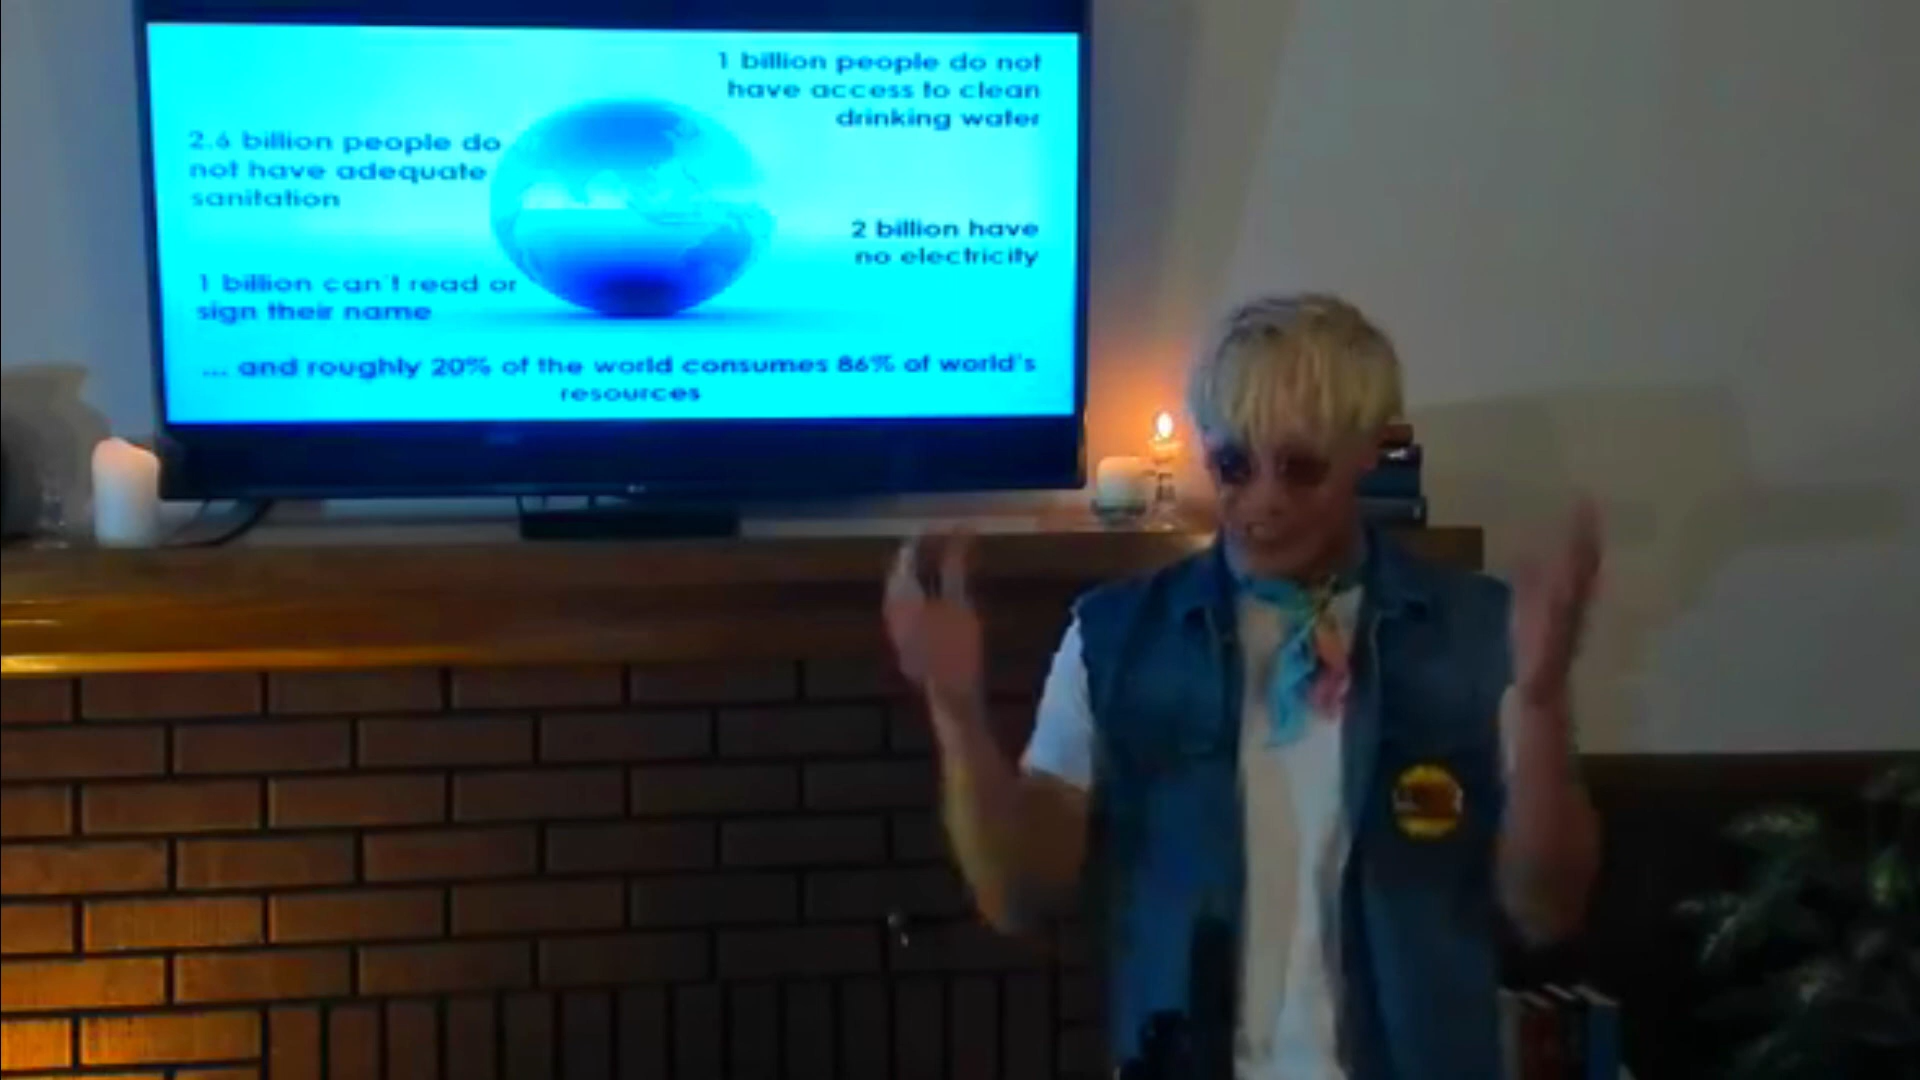 1 billion people do not
have access to clean
drinking water
2.6 billion people do
not have adequate
sanitation
2 billion have
no electricity
1 billion can't read or
sign their name
... and roughly 20% of the world consumes 86% of world's
resources